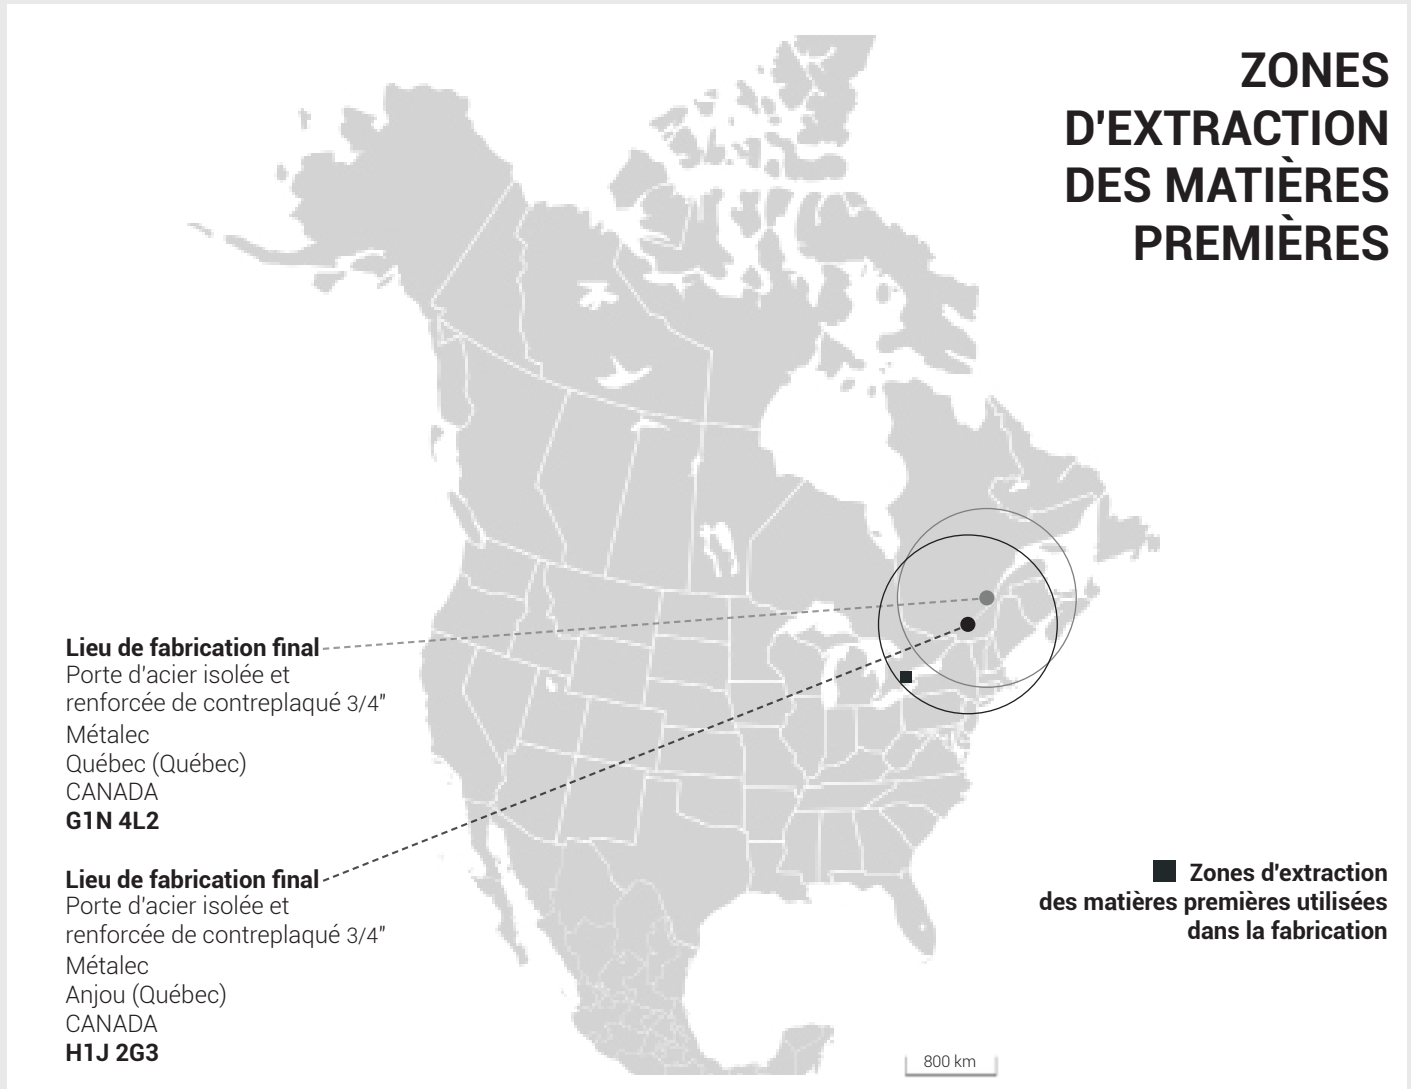 ZONES
D'EXTRACTION
DES MATIÈRES
PREMIÈRES
Lieu de fabrication final
Porte d'acier isolée et
renforcée de contreplaqué 3/4"
Métalec
Québec (Québec)
CANADA
G1N 4L2
Lieu de fabrication final
Porte d'acier isolée et
renforcée de contreplaqué 3/4"
Métalec
Anjou (Québec)
CANADA
H1J 2G3
Zones d'extraction
des matières premières utilisées
dans la fabrication
800 km